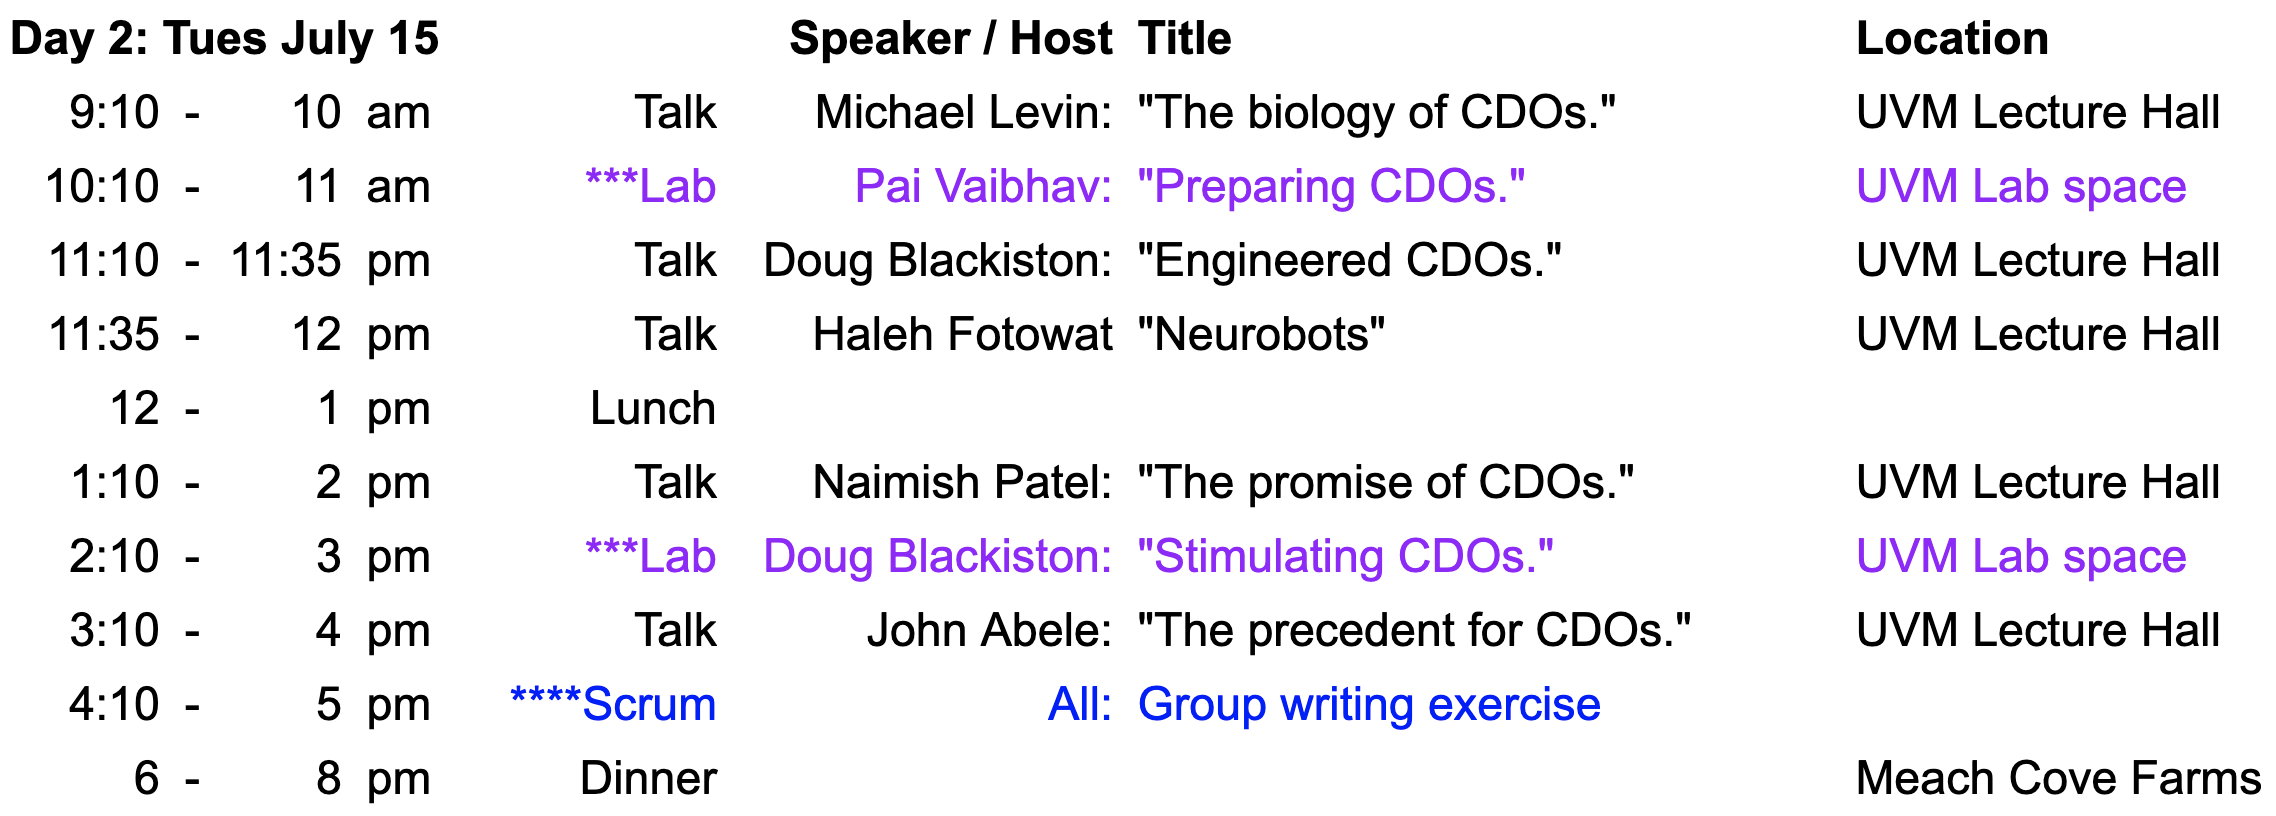 Day 2: Tues July 15 Speaker / Host Title Location
9:10 - 10 am Talk Michael Levin: "The biology of CDOs." UVM Lecture Hall
10:10 - 11 am ***Lab Pai Vaibhav: "Preparing CDOs." UVM Lab space
11:10 - 11:35 pm Talk Doug Blackiston: "Engineered CDOs." UVM Lecture Hall
11:35 - 12 pm Talk Haleh Fotowat "Neurobots" UVM Lecture Hall
12 - 1 pm Lunch
1:10 - 2 pm Talk Naimish Patel: "The promise of CDOs." UVM Lecture Hall
2:10 - 3 pm ***Lab Doug Blackiston: "Stimulating CDOs." UVM Lab space
3:10 - 4 pm Talk John Abele: "The precedent for CDOs." UVM Lecture Hall
4:10 - 5 pm ****Scrum All: Group writing exercise
6 - 8 pm Dinner Meach Cove Farms